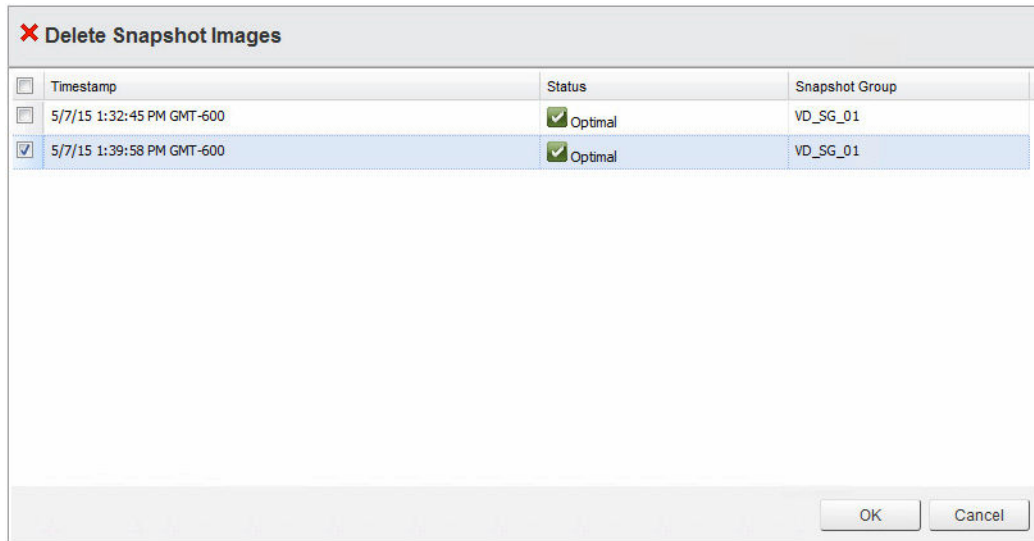 Delete Snapshot Images
Timestamp Status Snapshot Group
5/7/15 1:32:45 PM GMT-600 Optimal VD_SG_01
5/7/15 1:39:58 PM GMT-600 Optimal VD_SG_01
OK Cancel